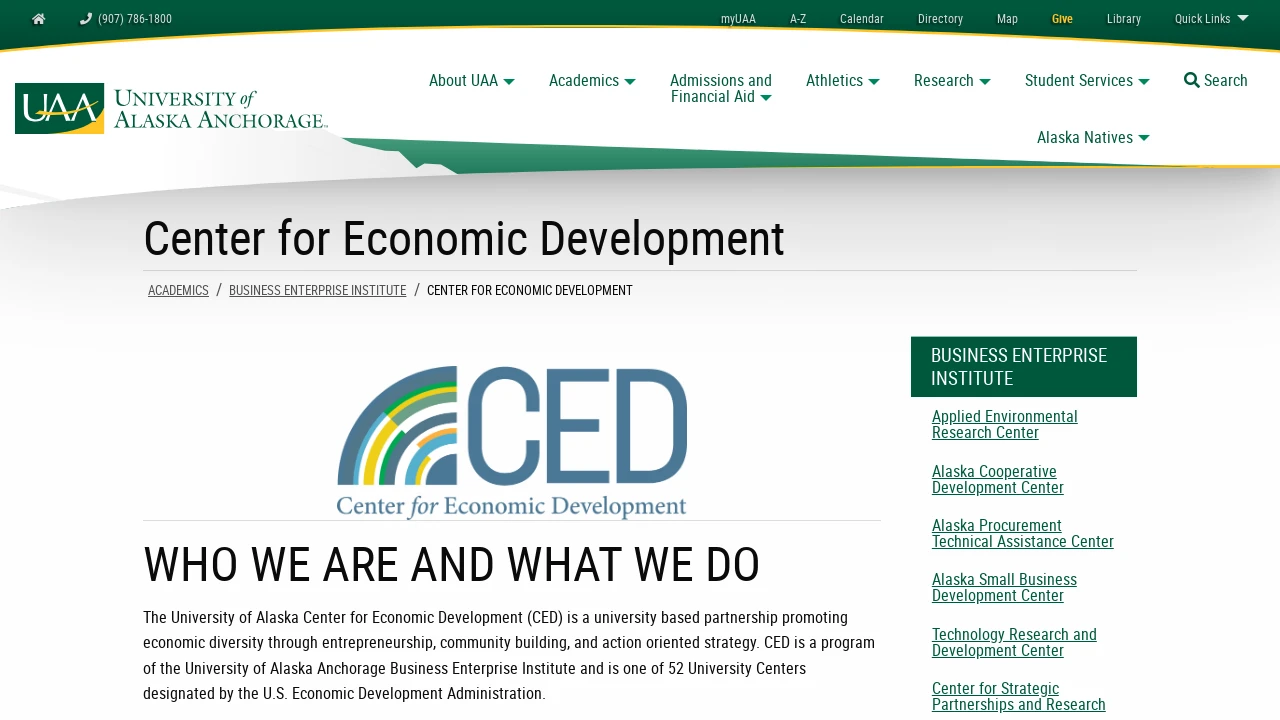 (907) 786-1800
myUAA
A-Z
Calendar
Directory
Map
Give
Library
Quick Links
UAA
UNIVERSITY of
ALASKA ANCHORAGE™
About UAA
Academics
Admissions and
Financial Aid
Athletics
Research
Student Services
Search
Alaska Natives
Center for Economic Development
ACADEMICS / BUSINESS ENTERPRISE INSTITUTE / CENTER FOR ECONOMIC DEVELOPMENT
CED
Center for Economic Development
WHO WE ARE AND WHAT WE DO
The University of Alaska Center for Economic Development (CED) is a university based partnership promoting
economic diversity through entrepreneurship, community building, and action oriented strategy. CED is a program
of the University of Alaska Anchorage Business Enterprise Institute and is one of 52 University Centers
designated by the U.S. Economic Development Administration.
BUSINESS ENTERPRISE
INSTITUTE
Applied Environmental
Research Center
Alaska Cooperative
Development Center
Alaska Procurement
Technical Assistance Center
Alaska Small Business
Development Center
Technology Research and
Development Center
Center for Strategic
Partnerships and Research